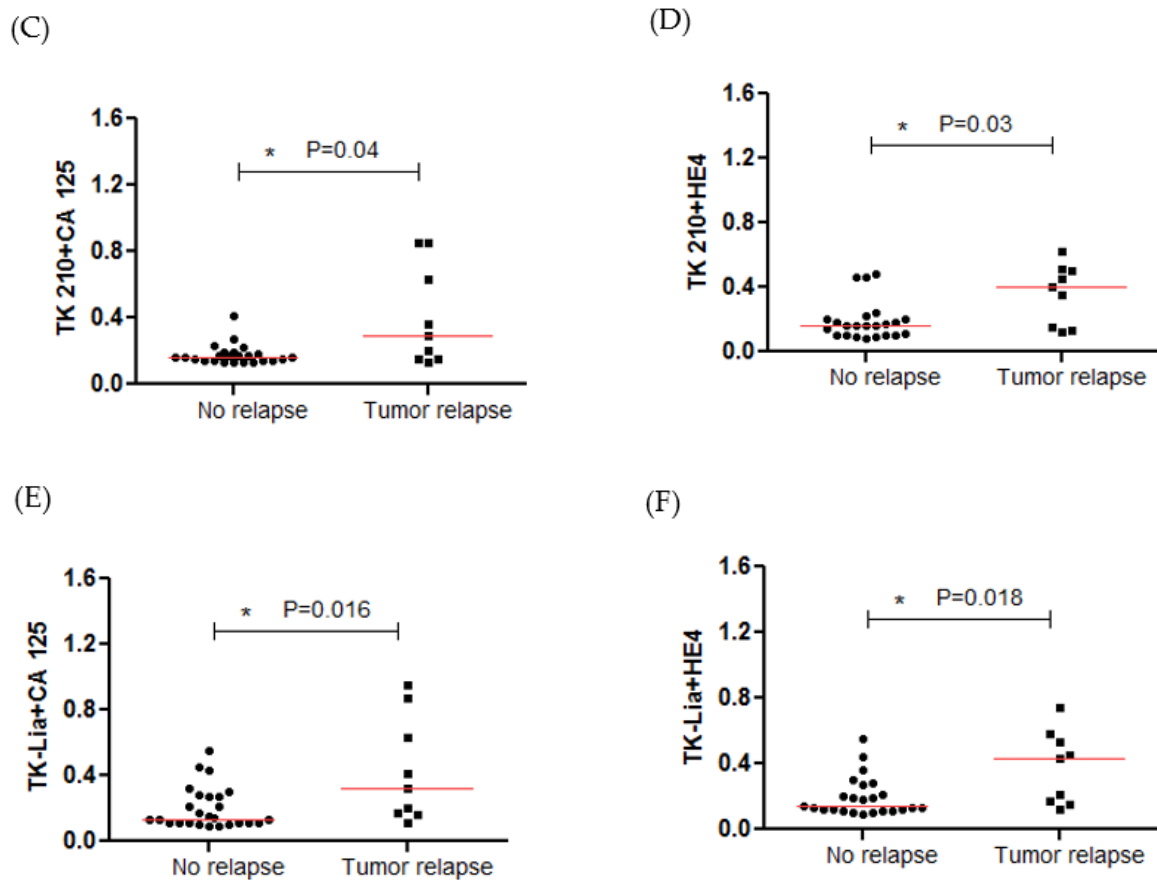 (C)
TK 210+CA 125
1.6
1.2
0.8
0.4
0.0
* P=0.04
No relapse
Tumor relapse
(D)
TK 210+HE4
1.6
1.2
0.8
0.4
0.0
* P=0.03
No relapse
Tumor relapse
(E)
TK-Lia+CA 125
1.6
1.2
0.8
0.4
0.0
* P=0.016
No relapse
Tumor relapse
(F)
TK-Lia+HE4
1.6
1.2
0.8
0.4
0.0
* P=0.018
No relapse
Tumor relapse